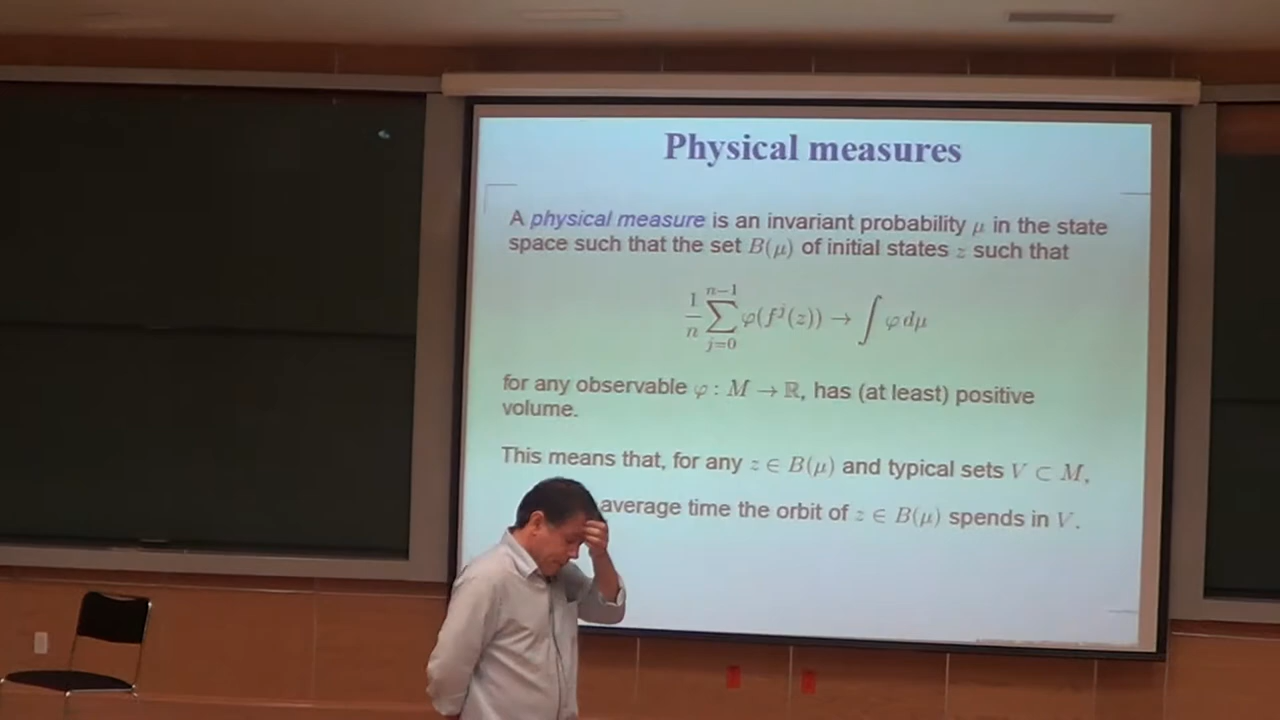 Physical measures
A physical measure is an invariant probability μ in the state
space such that the set B(μ) of initial states z such that
1/n ∑_{j=0}^{n−1} φ(f^j(z)) → ∫ φ dμ
for any observable φ : M → ℝ, has (at least) positive
volume.
This means that, for any z ∈ B(μ) and typical sets V ⊂ M,
average time the orbit of z ∈ B(μ) spends in V.